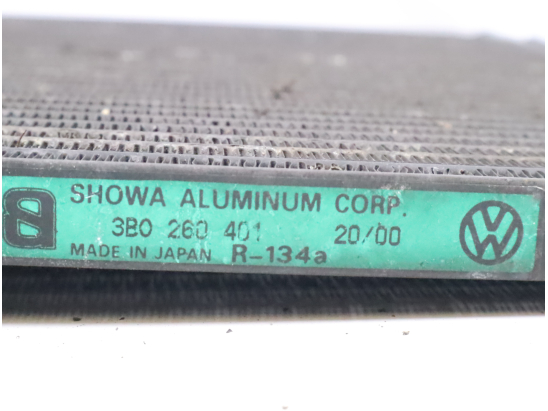 SHOWA ALUMINUM CORP.
3B0 260 401 20/00
MADE IN JAPAN R-134a